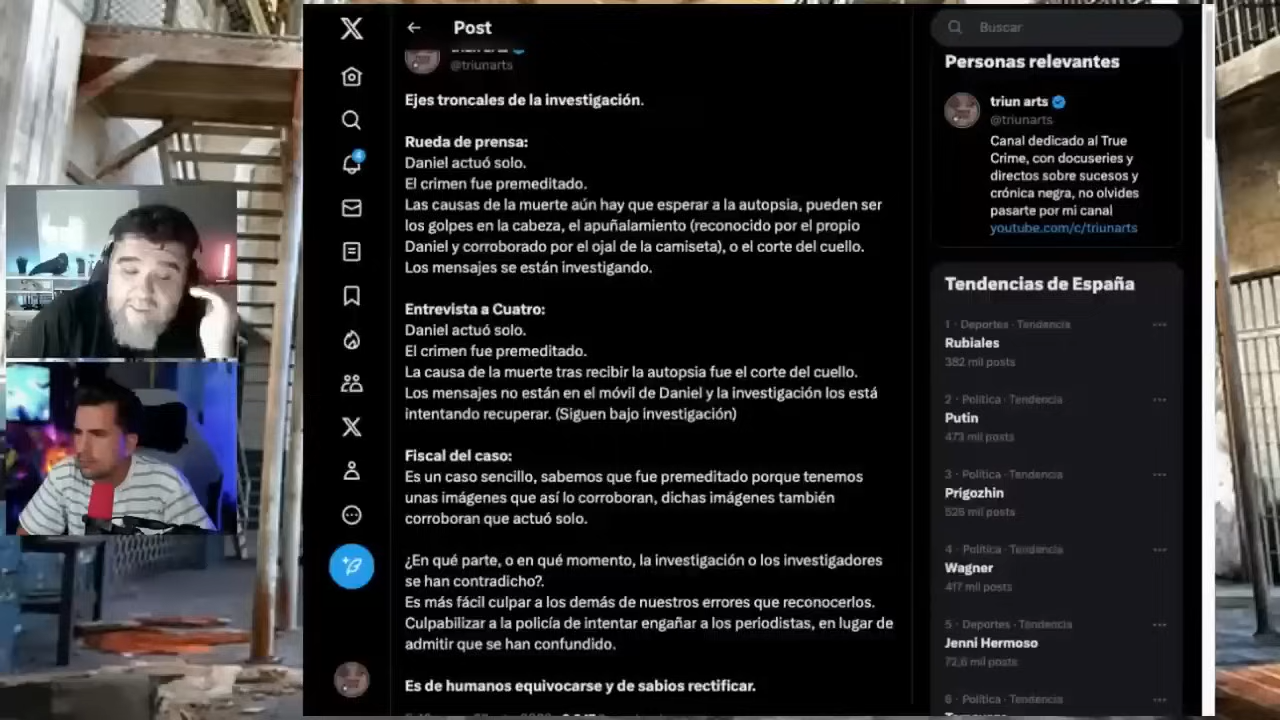 Post
Buscar
@triunarts
Ejes troncales de la investigación.
Rueda de prensa:
Daniel actuó solo.
El crimen fue premeditado.
Las causas de la muerte aún hay que esperar a la autopsia, pueden ser
los golpes en la cabeza, el apuñalamiento (reconocido por el propio
Daniel y corroborado por el ojal de la camiseta), o el corte del cuello.
Los mensajes se están investigando.
Entrevista a Cuatro:
Daniel actuó solo.
El crimen fue premeditado.
La causa de la muerte tras recibir la autopsia fue el corte del cuello.
Los mensajes no están en el móvil de Daniel y la investigación los está
intentando recuperar. (Siguen bajo investigación)
Fiscal del caso:
Es un caso sencillo, sabemos que fue premeditado porque tenemos
unas imágenes que así lo corroboran, dichas imágenes también
corroboran que actuó solo.
¿En qué parte, o en qué momento, la investigación o los investigadores
se han contradicho?.
Es más fácil culpar a los demás de nuestros errores que reconocerlos.
Culpabilizar a la policía de intentar engañar a los periodistas, en lugar de
admitir que se han confundido.
Es de humanos equivocarse y de sabios rectificar.
Personas relevantes
triun arts
@triunarts
Canal dedicado al True
Crime, con docuseries y
directos sobre sucesos y
crónica negra, no olvides
pasarte por mi canal
youtube.com/c/triunarts
Tendencias de España
1 · Deportes · Tendencia
Rubiales
382 mil posts
2 · Política · Tendencia
Putin
473 mil posts
3 · Política · Tendencia
Prigozhin
526 mil posts
4 · Política · Tendencia
Wagner
417 mil posts
5 · Deportes · Tendencia
Jenni Hermoso
72,6 mil posts
6 · Política · Tendencia